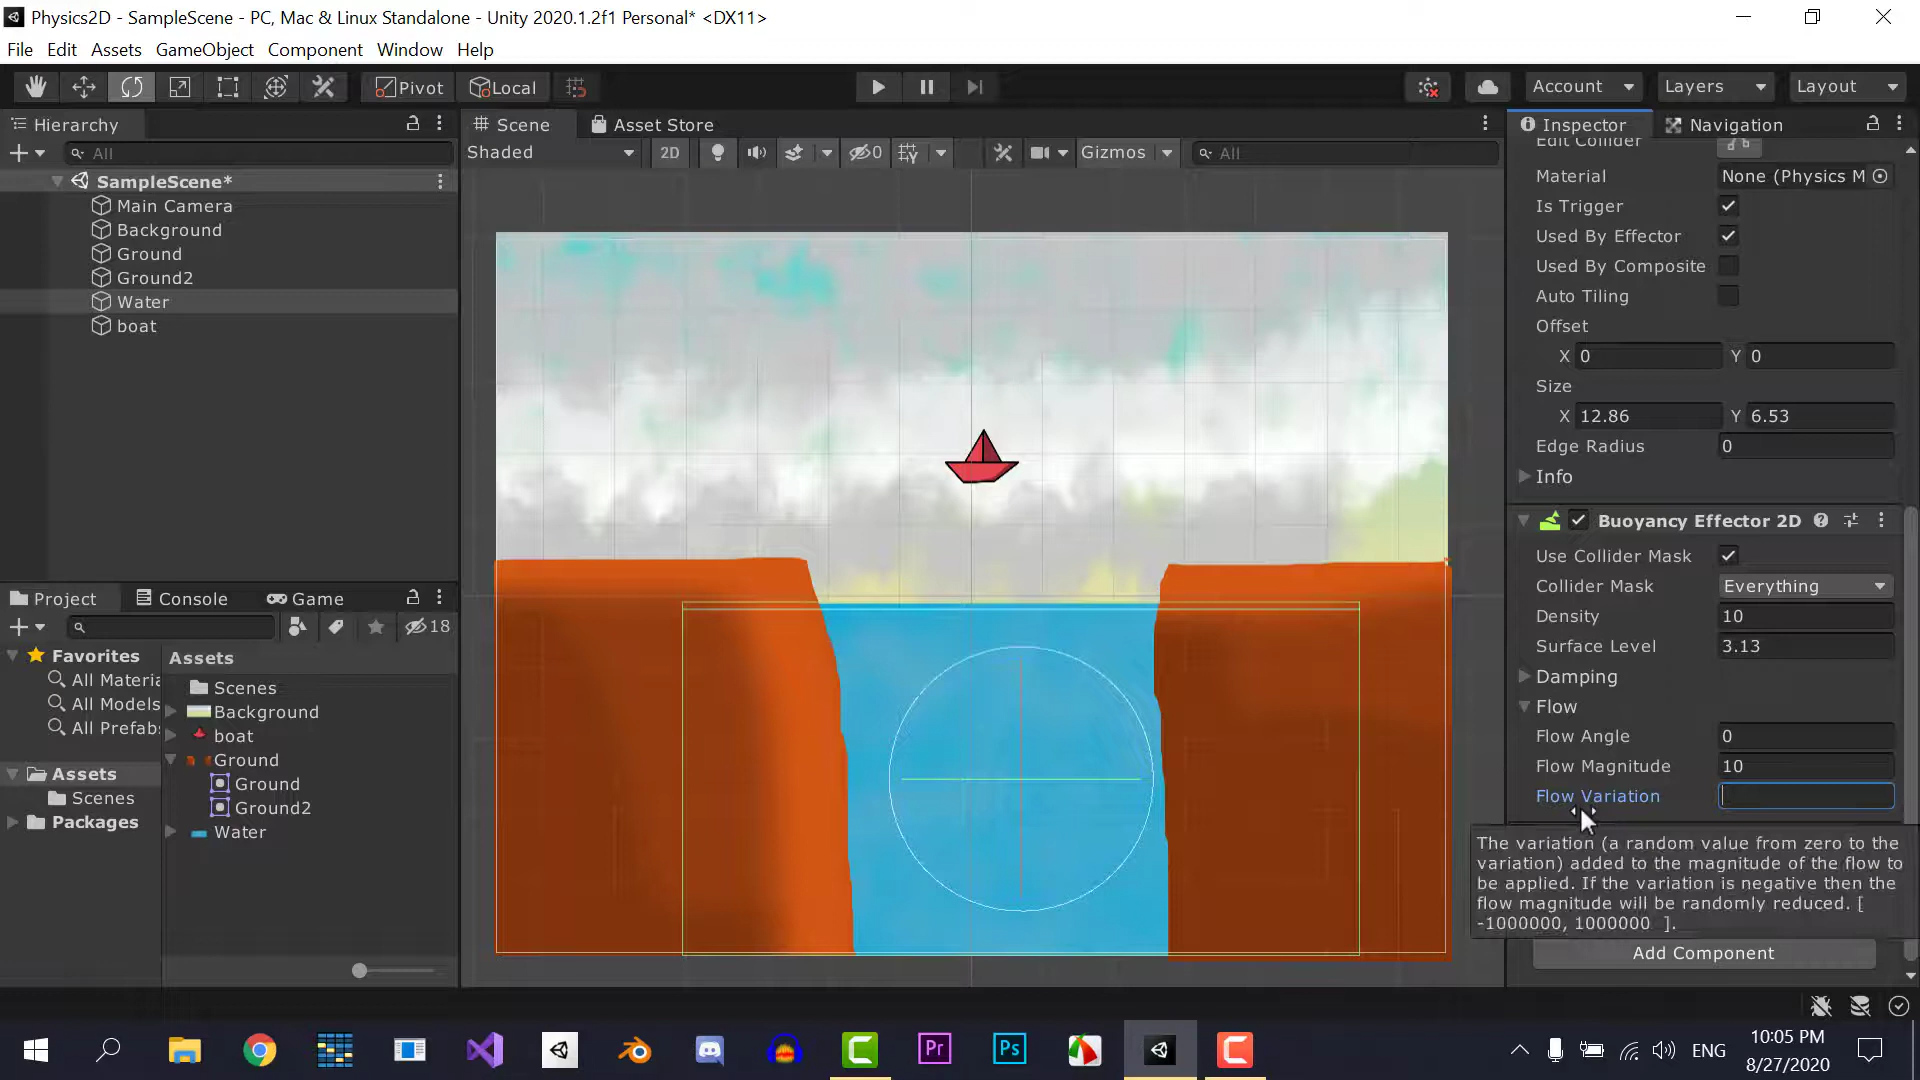 Physics2D - SampleScene - PC, Mac & Linux Standalone - Unity 2020.1.2f1 Personal* <DX11>
File Edit Assets GameObject Component Window Help
Pivot Local Account Layers Layout
Hierarchy
All
SampleScene*
Main Camera
Background
Ground
Ground2
Water
boat
Scene Asset Store
Shaded 2D 0 Gizmos All
Inspector Navigation
Edit Collider
Material None (Physics M
Is Trigger
Used By Effector
Used By Composite
Auto Tiling
Offset
X 0 Y 0
Size
X 12.86 Y 6.53
Edge Radius 0
Info
Buoyancy Effector 2D
Use Collider Mask
Collider Mask Everything
Density 10
Surface Level 3.13
Damping
Flow
Flow Angle 0
Flow Magnitude 10
Flow Variation
The variation (a random value from zero to the
variation) added to the magnitude of the flow to
be applied. If the variation is negative then the
flow magnitude will be randomly reduced. [
-1000000, 1000000 ].
Add Component
Project Console Game
18
Favorites
All Materia
All Models
All Prefabs
Assets
Scenes
Packages
Assets
Scenes
Background
boat
Ground
Ground
Ground2
Water
Pr
Ps
ENG
10:05 PM
8/27/2020